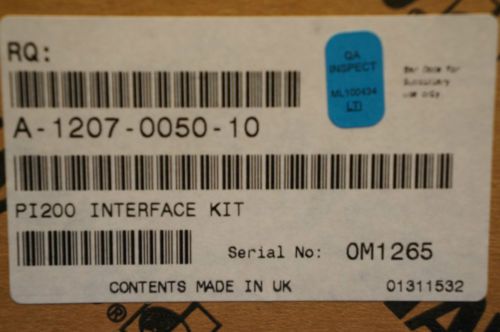 RQ:
QA
INSPECT
ML100434
LTI
Bar Code for
Subsidiary
use only.
A-1207-0050-10
PI200 INTERFACE KIT
Serial No: OM1265
CONTENTS MADE IN UK
01311532